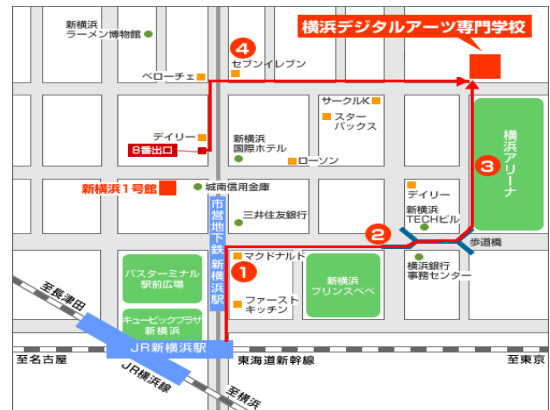 横浜デジタルアーツ専門学校
新横浜
ラーメン博物館
4
セブンイレブン
ベローチェ
サークルK
スター
バックス
デイリー
8番出口
新横浜
国際ホテル
ローソン
横浜アリーナ
3
新横浜1号館
城南信用金庫
デイリー
新横浜
TECHビル
三井住友銀行
2
歩道橋
市営地下鉄 新横浜駅
マクドナルド
1
横浜銀行
事務センター
バスターミナル
駅前広場
新横浜
プリンスペペ
至長津田
ファースト
キッチン
キュービックプラザ
新横浜
JR新横浜駅
至名古屋
東海道新幹線
至東京
JR横浜線
至横浜